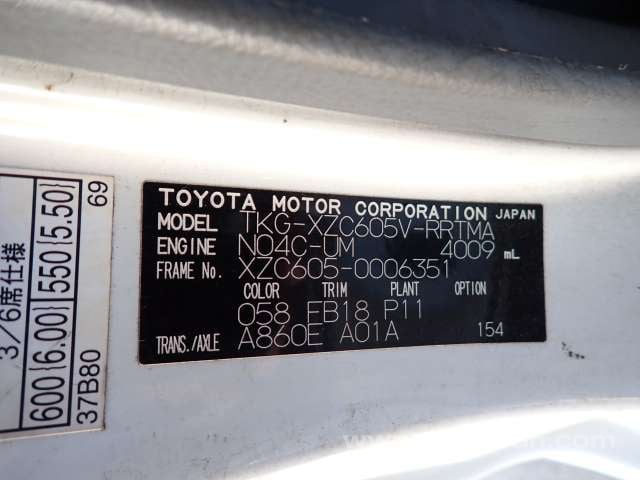 TOYOTA MOTOR CORPORATION JAPAN
MODEL TKG-XZC605V-RRTMA
ENGINE N04C-UM 4009 mL
FRAME No. XZC605-0006351
COLOR TRIM PLANT OPTION
058 FB18 P11
TRANS./AXLE A860E A01A 154
3/6席仕様
600{6.00} 550{5.50}
37B80 69